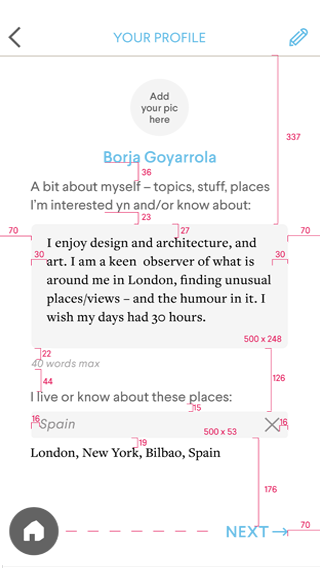 YOUR PROFILE
Add
your pic
here
337
Borja Goyarrola
36
A bit about myself – topics, stuff, places
I'm interested yn and/or know about:
23
70
27
70
I enjoy design and architecture, and
30
art. I am a keen observer of what is
30
around me in London, finding unusual
places/views – and the humour in it. I
wish my days had 30 hours.
500 x 248
22
40 words max
44
126
I live or know about these places:
15
16
Spain
16
500 x 53
19
London, New York, Bilbao, Spain
176
70
NEXT